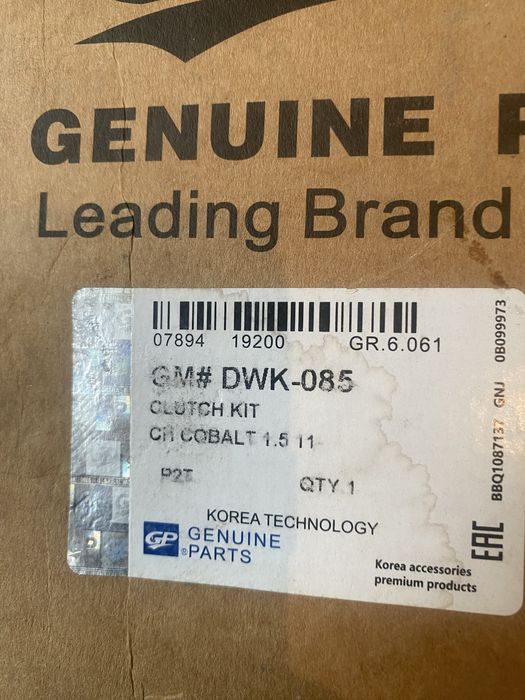 GENUINE P
Leading Brand
07894 19200 GR.6.061
GM# DWK-085
CLUTCH KIT
CH COBALT 1.5 11-
P2T QTY.1
KOREA TECHNOLOGY
GP GENUINE
® PARTS
Korea accessories
premium products
EAC
BBQ1087137 GNJ 0B099973